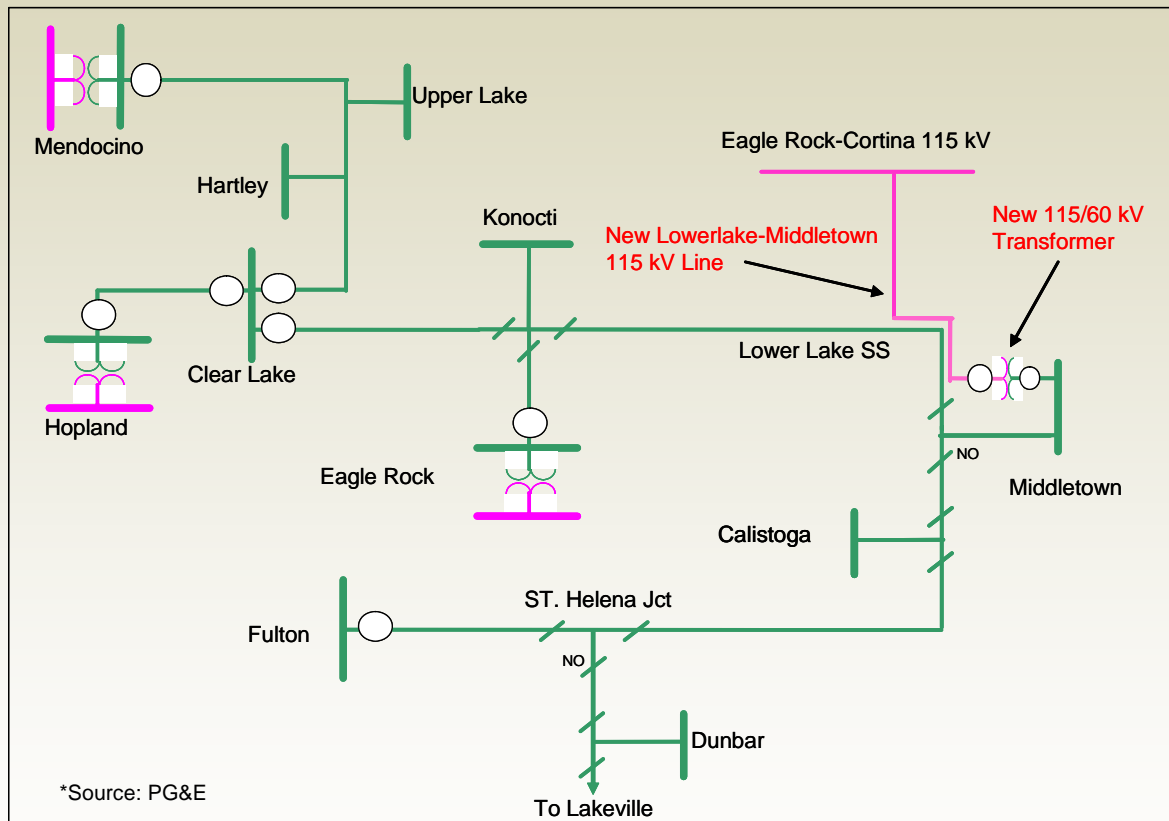 Mendocino
Upper Lake
Hartley
Eagle Rock-Cortina 115 kV
Konocti
New Lowerlake-Middletown
115 kV Line
New 115/60 kV
Transformer
Clear Lake
Lower Lake SS
Hopland
Eagle Rock
NO
Middletown
Calistoga
ST. Helena Jct
Fulton
NO
Dunbar
*Source: PG&E
To Lakeville